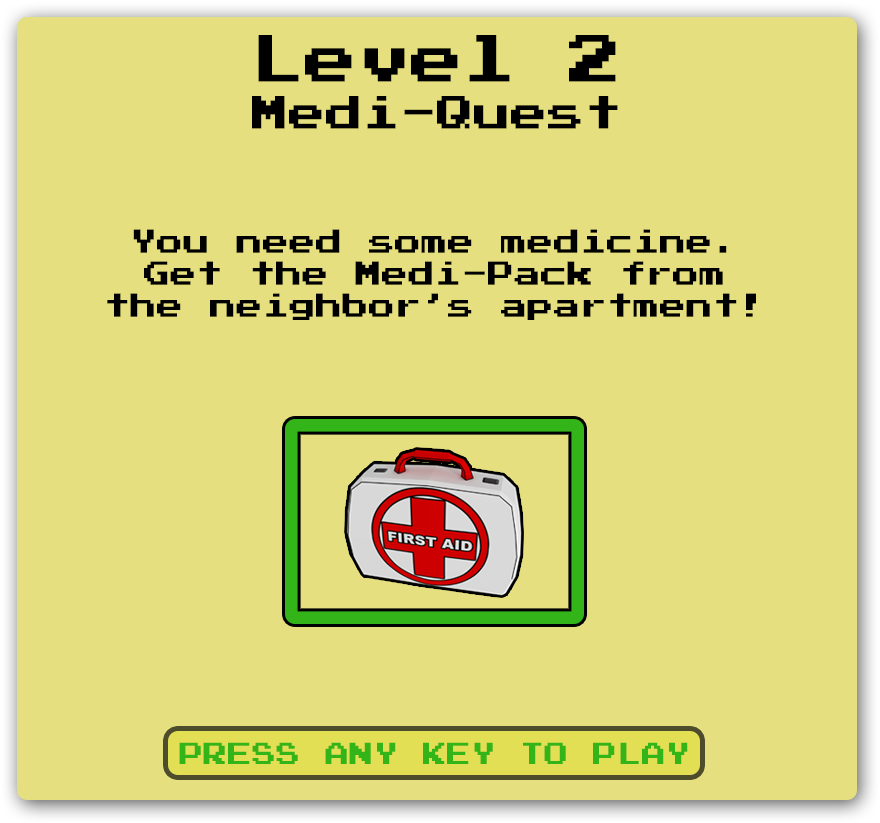 Level 2
Medi-Quest
You need some medicine.
Get the Medi-Pack from
the neighbor's apartment!
FIRST AID
PRESS ANY KEY TO PLAY